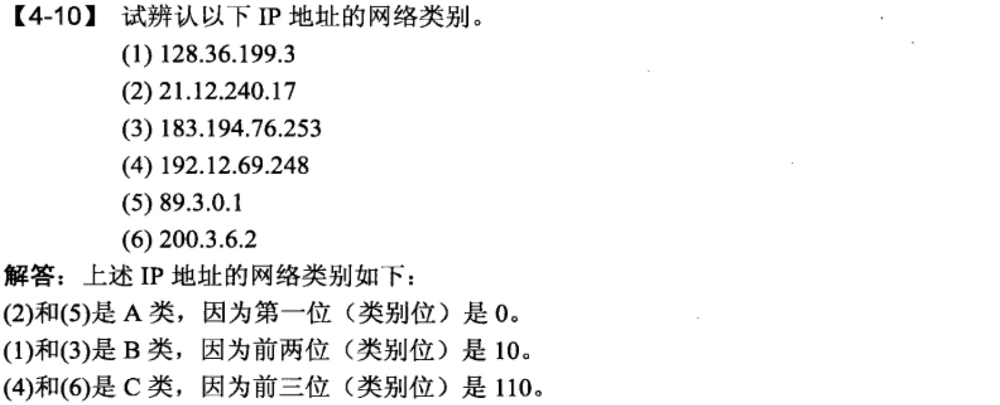 【4-10】 试辨认以下 IP 地址的网络类别。
(1) 128.36.199.3
(2) 21.12.240.17
(3) 183.194.76.253
(4) 192.12.69.248
(5) 89.3.0.1
(6) 200.3.6.2
解答：上述 IP 地址的网络类别如下：
(2)和(5)是 A 类，因为第一位（类别位）是 0。
(1)和(3)是 B 类，因为前两位（类别位）是 10。
(4)和(6)是 C 类，因为前三位（类别位）是 110。